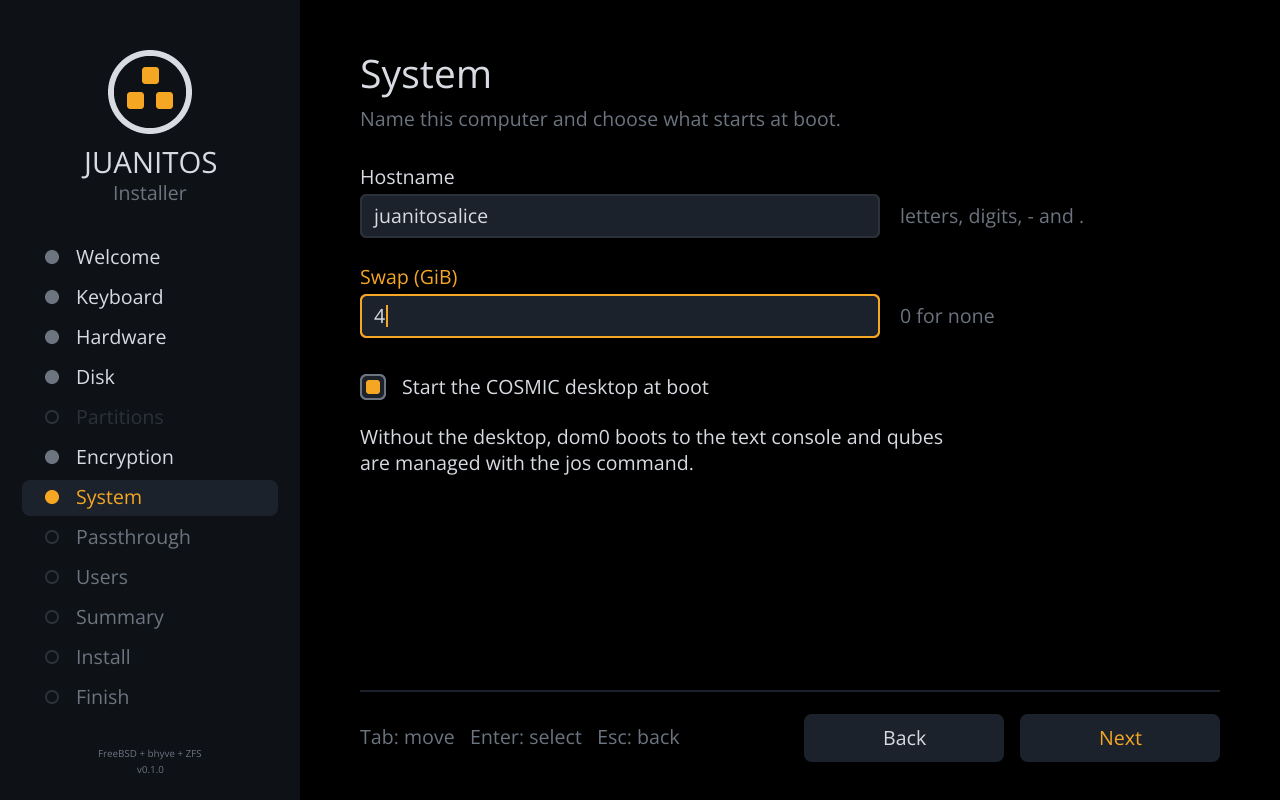 JUANITOS
Installer
Welcome
Keyboard
Hardware
Disk
Partitions
Encryption
System
Passthrough
Users
Summary
Install
Finish
FreeBSD + bhyve + ZFS
v0.1.0
System
Name this computer and choose what starts at boot.
Hostname
juanitosalice
letters, digits, - and .
Swap (GiB)
4
0 for none
Start the COSMIC desktop at boot
Without the desktop, dom0 boots to the text console and qubes
are managed with the jos command.
Tab: move Enter: select Esc: back
Back
Next